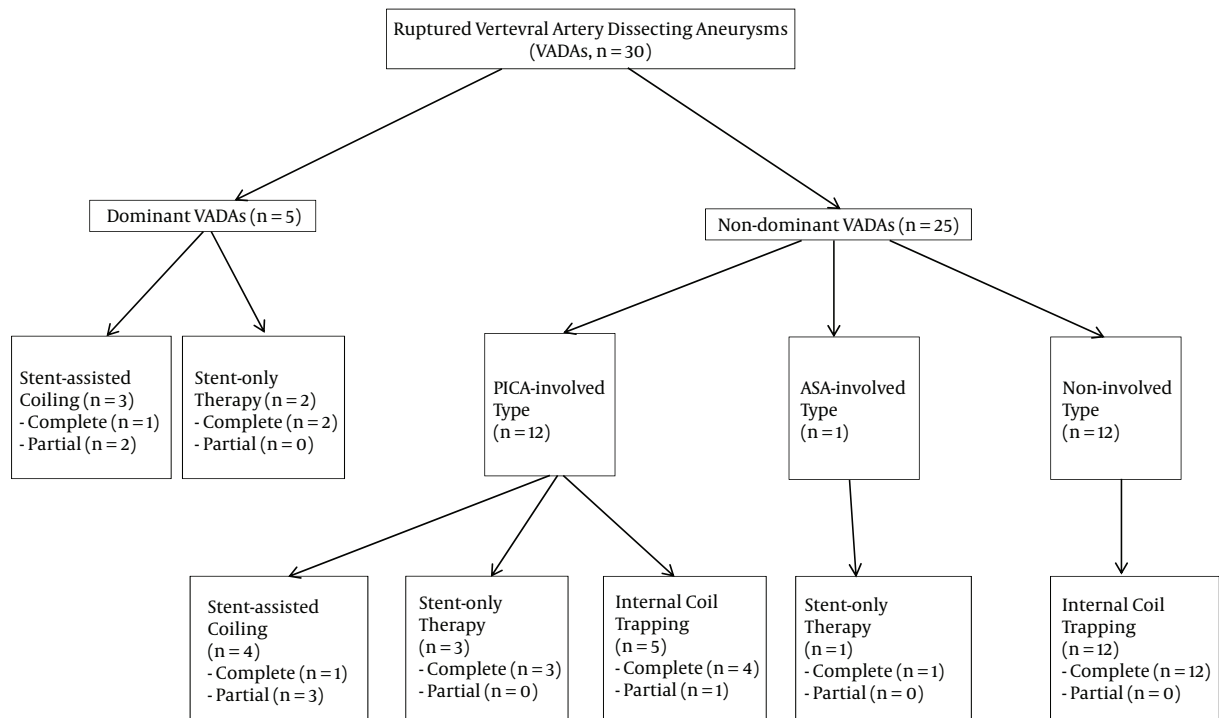 Ruptured Vertevral Artery Dissecting Aneurysms
(VADAs, n = 30)
Dominant VADAs (n = 5)
Non-dominant VADAs (n = 25)
Stent-assisted
Coiling (n = 3)
- Complete (n = 1)
- Partial (n = 2)
Stent-only
Therapy (n = 2)
- Complete (n = 2)
- Partial (n = 0)
PICA-involved
Type
(n = 12)
ASA-involved
Type
(n = 1)
Non-involved
Type
(n = 12)
Stent-assisted
Coiling
(n = 4)
- Complete (n = 1)
- Partial (n = 3)
Stent-only
Therapy
(n = 3)
- Complete (n = 3)
- Partial (n = 0)
Internal Coil
Trapping
(n = 5)
- Complete (n = 4)
- Partial (n = 1)
Stent-only
Therapy
(n = 1)
- Complete (n = 1)
- Partial (n = 0)
Internal Coil
Trapping
(n = 12)
- Complete (n = 12)
- Partial (n = 0)